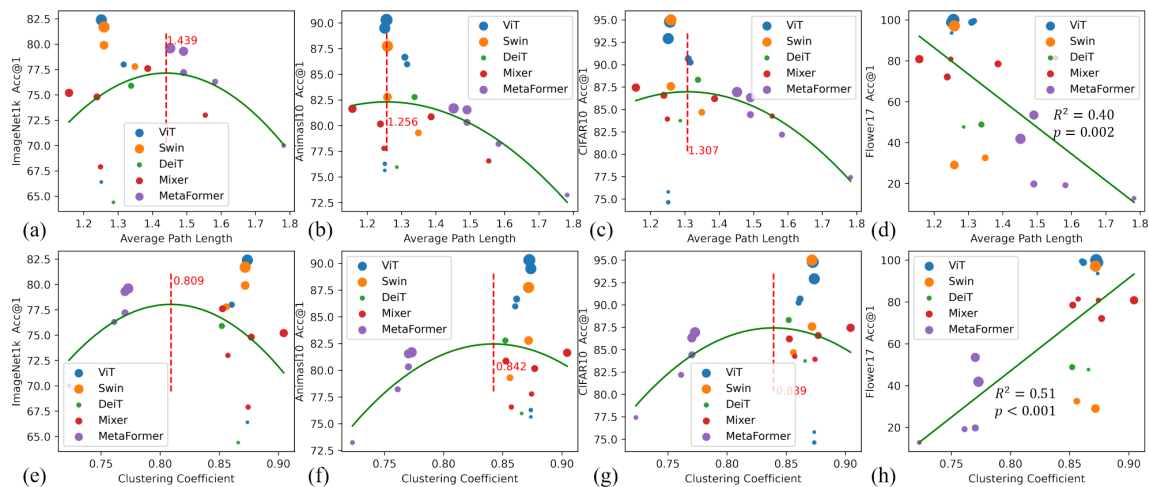 82.5
80.0
77.5
75.0
72.5
70.0
67.5
65.0
ImageNet1k Acc@1
1.439
ViT
Swin
DeiT
Mixer
MetaFormer
1.2 1.3 1.4 1.5 1.6 1.7 1.8
Average Path Length
(a)
90.0
87.5
85.0
82.5
80.0
77.5
75.0
72.5
Animasl10 Acc@1
1.256
ViT
Swin
DeiT
Mixer
MetaFormer
1.2 1.3 1.4 1.5 1.6 1.7 1.8
Average Path Length
(b)
95.0
92.5
90.0
87.5
85.0
82.5
80.0
77.5
75.0
CIFAR10 Acc@1
1.307
ViT
Swin
DeiT
Mixer
MetaFormer
1.2 1.3 1.4 1.5 1.6 1.7 1.8
Average Path Length
(c)
100
80
60
40
20
Flower17 Acc@1
ViT
Swin
DeiT
Mixer
MetaFormer
R² = 0.40
p = 0.002
1.2 1.3 1.4 1.5 1.6 1.7 1.8
Average Path Length
(d)
82.5
80.0
77.5
75.0
72.5
70.0
67.5
65.0
ImageNet1k Acc@1
0.809
ViT
Swin
DeiT
Mixer
MetaFormer
0.75 0.80 0.85 0.90
Clustering Coefficient
(e)
90.0
87.5
85.0
82.5
80.0
77.5
75.0
72.5
Animasl10 Acc@1
ViT
Swin
DeiT
Mixer
MetaFormer
0.842
0.75 0.80 0.85 0.90
Clustering Coefficient
(f)
95.0
92.5
90.0
87.5
85.0
82.5
80.0
77.5
75.0
CIFAR10 Acc@1
ViT
Swin
DeiT
Mixer
MetaFormer
0.839
0.75 0.80 0.85 0.90
Clustering Coefficient
(g)
100
80
60
40
20
Flower17 Acc@1
ViT
Swin
DeiT
Mixer
MetaFormer
R² = 0.51
p < 0.001
0.75 0.80 0.85 0.90
Clustering Coefficient
(h)